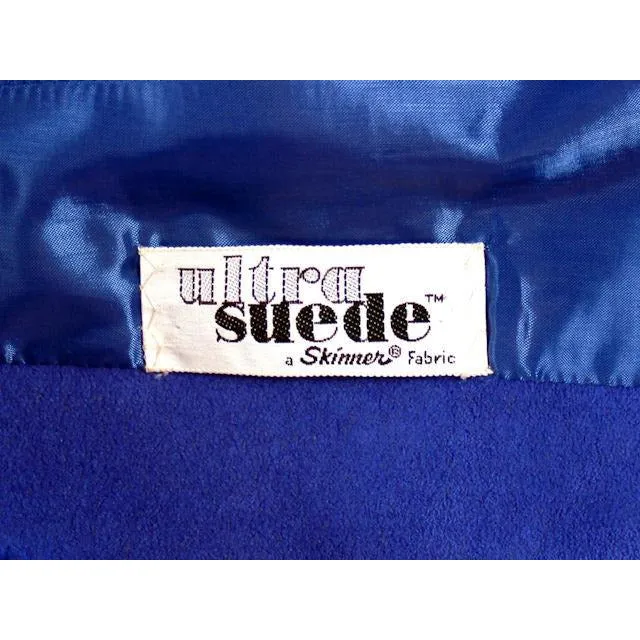 ultra
suede™
a Skinner® Fabric